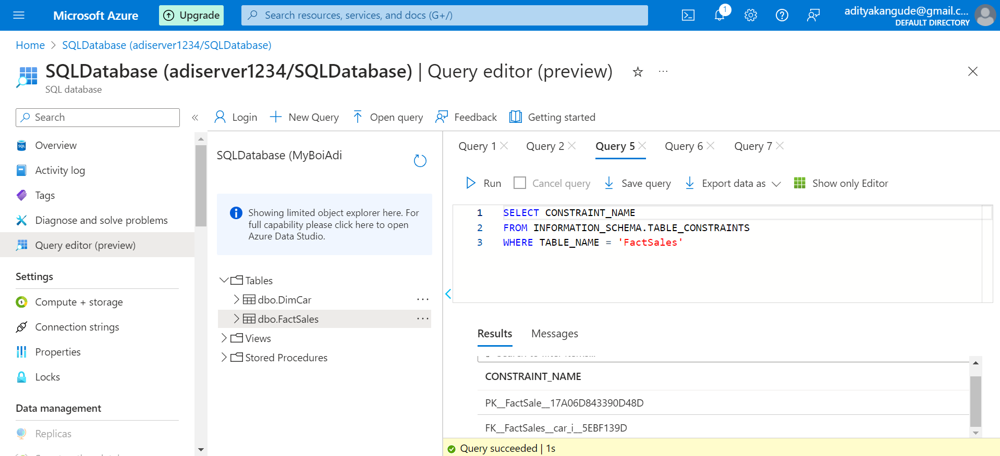 Microsoft Azure
Upgrade
Search resources, services, and docs (G+/)
1
adityakangude@gmail.c...
DEFAULT DIRECTORY
Home > SQLDatabase (adiserver1234/SQLDatabase)
SQLDatabase (adiserver1234/SQLDatabase) | Query editor (preview)
SQL database
Search
Overview
Activity log
Tags
Diagnose and solve problems
Query editor (preview)
Settings
Compute + storage
Connection strings
Properties
Locks
Data management
Replicas
Login
New Query
Open query
Feedback
Getting started
SQLDatabase (MyBoiAdi
Showing limited object explorer here. For
full capability please click here to open
Azure Data Studio.
Tables
dbo.DimCar
dbo.FactSales
Views
Stored Procedures
Query 1
Query 2
Query 5
Query 6
Query 7
Run
Cancel query
Save query
Export data as
Show only Editor
1 SELECT CONSTRAINT_NAME
2 FROM INFORMATION_SCHEMA.TABLE_CONSTRAINTS
3 WHERE TABLE_NAME = 'FactSales'
Results
Messages
CONSTRAINT_NAME
PK__FactSale__17A06D843390D48D
FK__FactSales__car_i__5EBF139D
Query succeeded | 1s